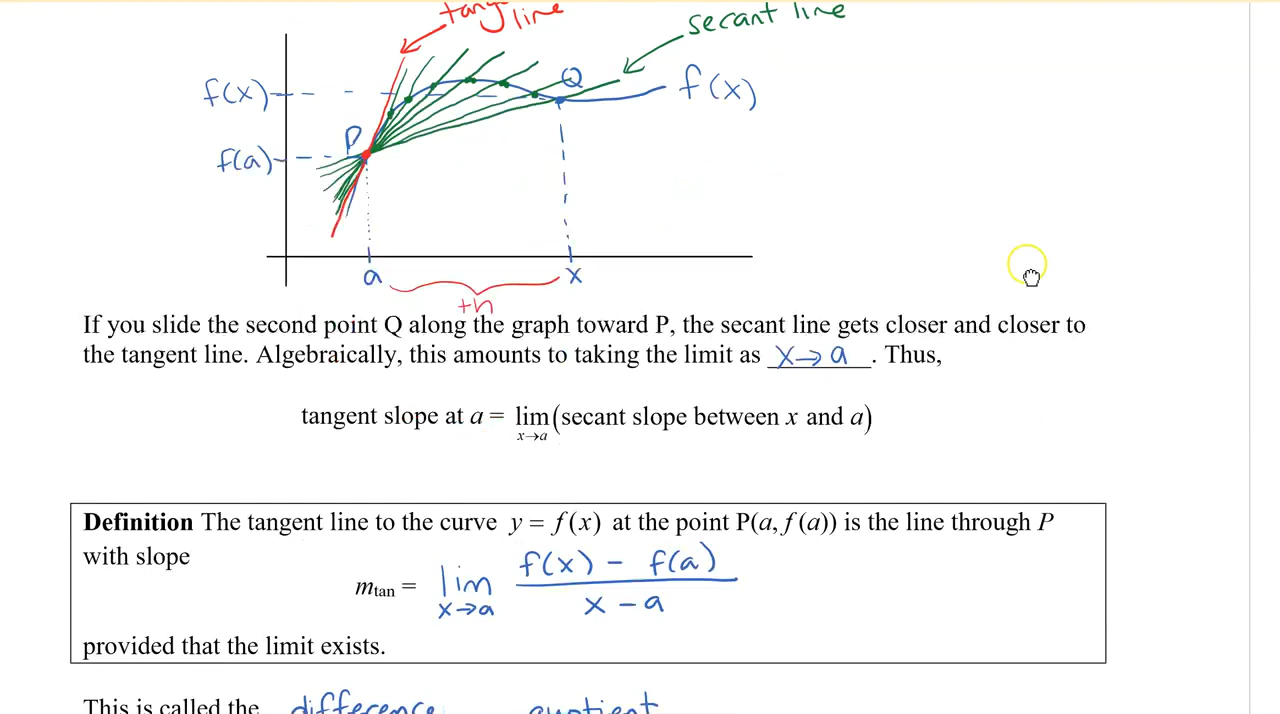 line
secant line
f(x)
Q
f(x)
P
f(a)
a
x
+h
If you slide the second point Q along the graph toward P, the secant line gets closer and closer to
the tangent line. Algebraically, this amounts to taking the limit as x→a. Thus,
tangent slope at a = lim (secant slope between x and a)
x→a
Definition The tangent line to the curve y = f(x) at the point P(a, f(a)) is the line through P
with slope
f(x) - f(a)
mtan = lim
x→a x - a
provided that the limit exists.
This is called the difference quotient